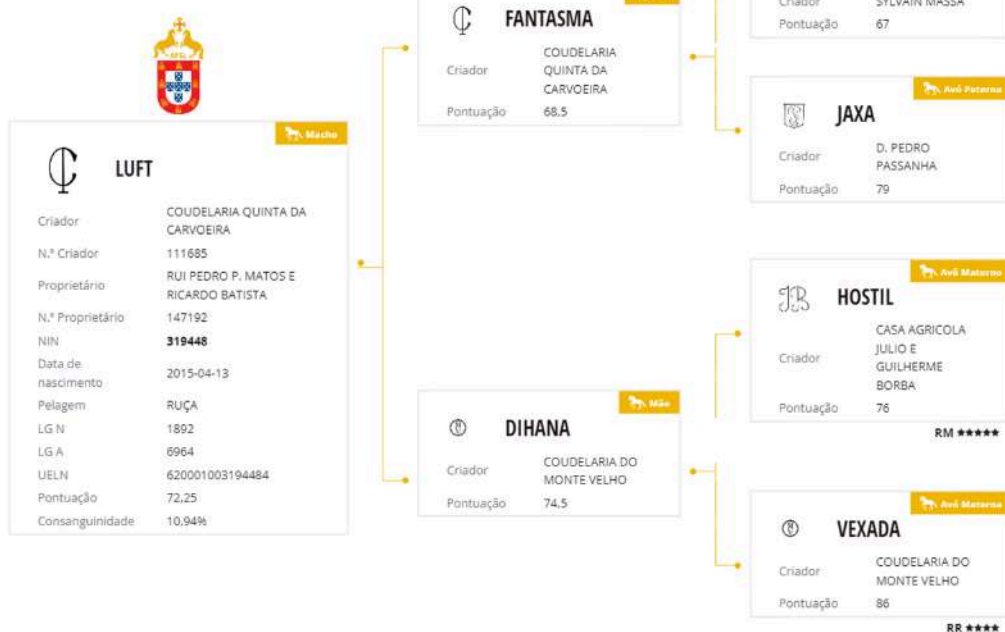 APSL
Macho
LUFT
Criador COUDELARIA QUINTA DA
CARVOEIRA
N.º Criador 111685
Proprietário RUI PEDRO P. MATOS E
RICARDO BATISTA
N.º Proprietário 147192
NIN 319448
Data de
nascimento 2015-04-13
Pelagem RUÇA
LG N 1892
LG A 6964
UELN 620001003194484
Pontuação 72,25
Consanguinidade 10,94%
FANTASMA
Criador COUDELARIA
QUINTA DA
CARVOEIRA
Pontuação 68,5
Mãe
DIHANA
Criador COUDELARIA DO
MONTE VELHO
Pontuação 74,5
Criador SYLVAIN MASSA
Pontuação 67
Avó Paterna
JAXA
Criador D. PEDRO
PASSANHA
Pontuação 79
Avô Materno
HOSTIL
Criador CASA AGRICOLA
JULIO E
GUILHERME
BORBA
Pontuação 76
RM ★★★★★
Avó Materna
VEXADA
Criador COUDELARIA DO
MONTE VELHO
Pontuação 86
RR ★★★★